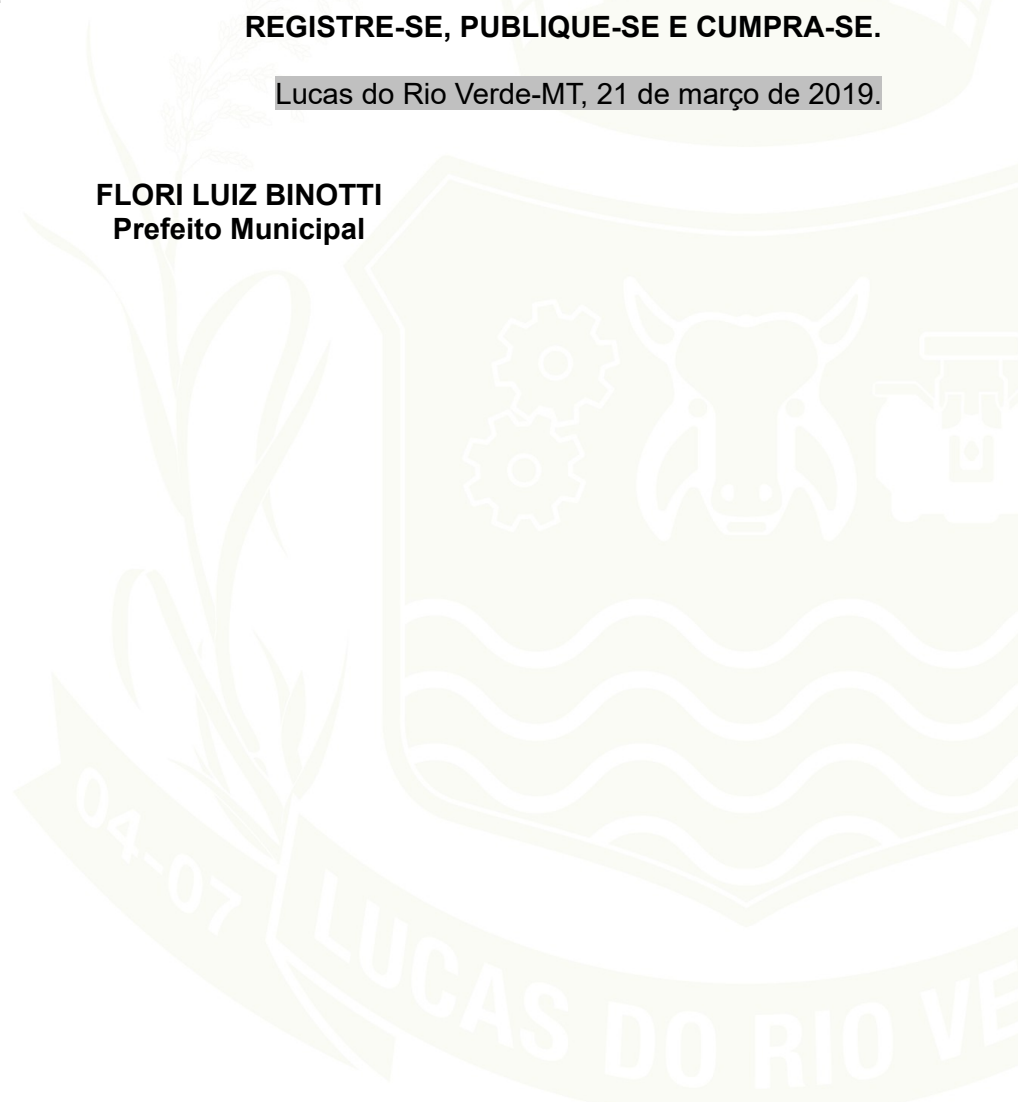 REGISTRE-SE, PUBLIQUE-SE E CUMPRA-SE.
Lucas do Rio Verde-MT, 21 de março de 2019.
FLORI LUIZ BINOTTI
Prefeito Municipal
04-07
LUCAS DO RIO VE